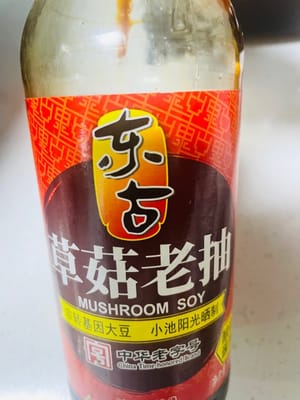 东古
草菇老抽
MUSHROOM SOY
转基因大豆 小池阳光晒制
中华老字号
China Time-honored Brand